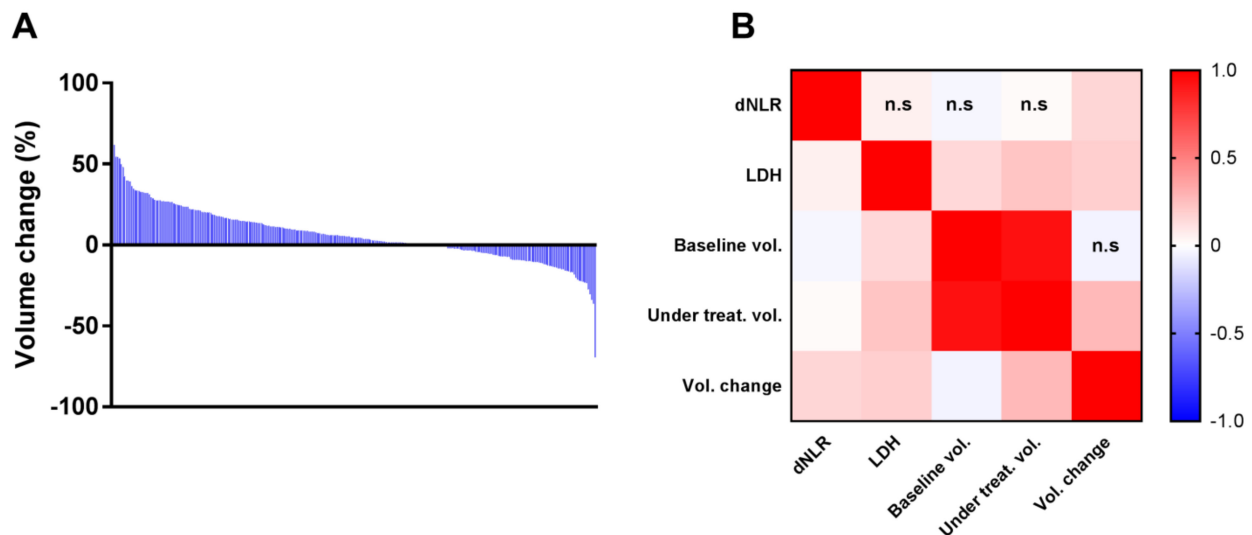 A
Volume change (%)
100
50
0
-50
-100
B
dNLR
LDH
Baseline vol.
Under treat. vol.
Vol. change
n.s n.s n.s
n.s
dNLR
LDH
Baseline vol.
Under treat. vol.
Vol. change
1.0
0.5
0
-0.5
-1.0